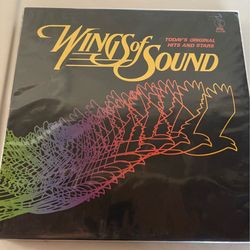 WINGS of SOUND
TODAY'S ORIGINAL
HITS AND STARS